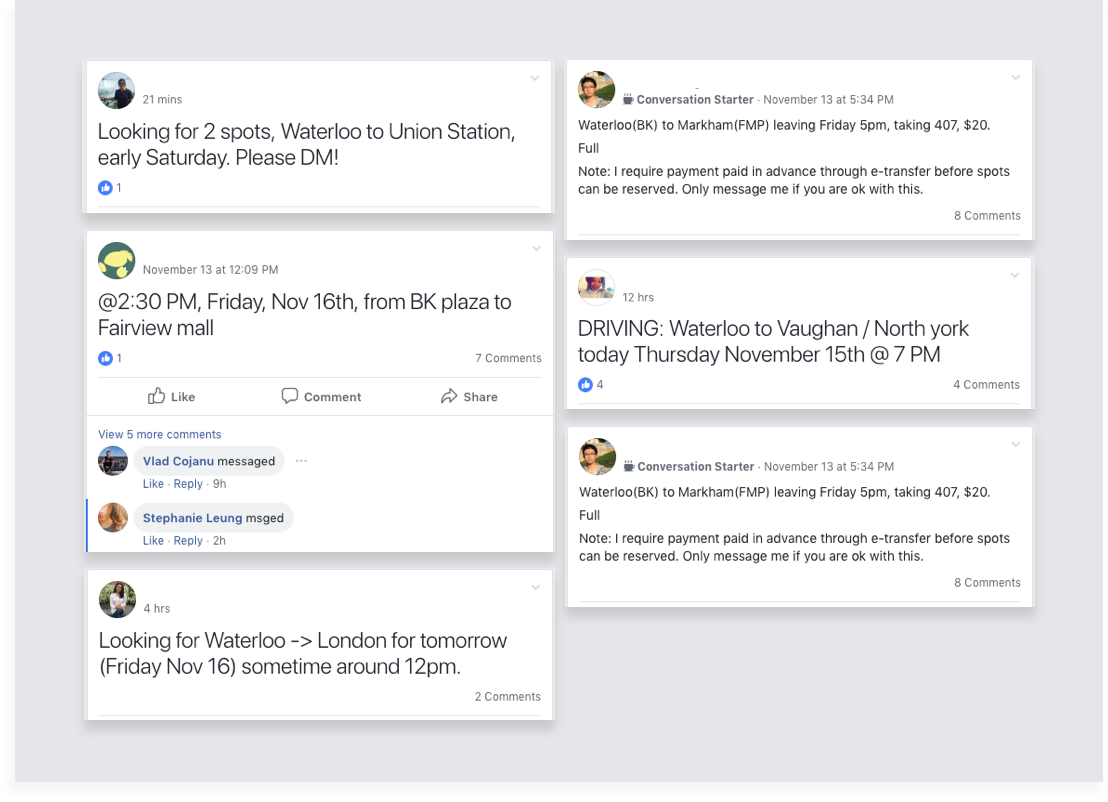 21 mins
Looking for 2 spots, Waterloo to Union Station,
early Saturday. Please DM!
1
November 13 at 12:09 PM
@2:30 PM, Friday, Nov 16th, from BK plaza to
Fairview mall
1 7 Comments
Like Comment Share
View 5 more comments
Vlad Cojanu messaged
Like · Reply · 9h
Stephanie Leung msged
Like · Reply · 2h
4 hrs
Looking for Waterloo -> London for tomorrow
(Friday Nov 16) sometime around 12pm.
2 Comments
Conversation Starter · November 13 at 5:34 PM
Waterloo(BK) to Markham(FMP) leaving Friday 5pm, taking 407, $20.
Full
Note: I require payment paid in advance through e-transfer before spots
can be reserved. Only message me if you are ok with this.
8 Comments
12 hrs
DRIVING: Waterloo to Vaughan / North york
today Thursday November 15th @ 7 PM
4 4 Comments
Conversation Starter · November 13 at 5:34 PM
Waterloo(BK) to Markham(FMP) leaving Friday 5pm, taking 407, $20.
Full
Note: I require payment paid in advance through e-transfer before spots
can be reserved. Only message me if you are ok with this.
8 Comments